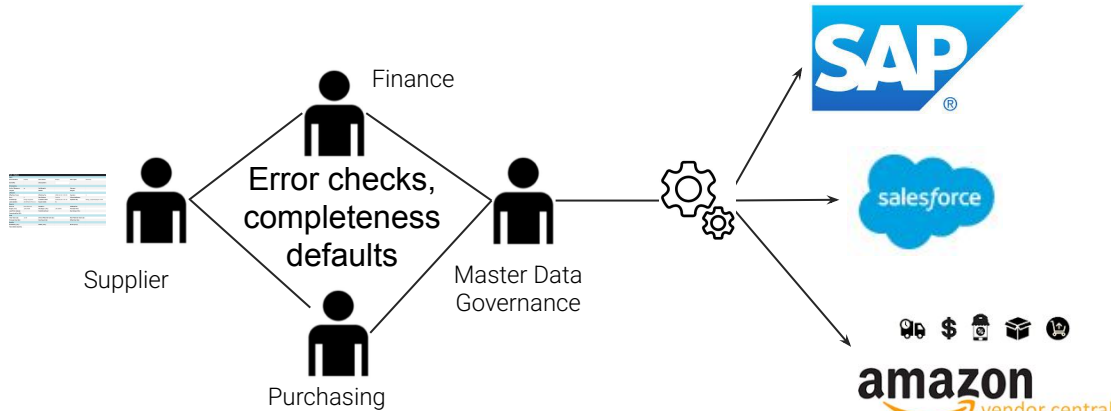 Finance
Error checks,
completeness
defaults
Supplier
Master Data
Governance
Purchasing
SAP
®
salesforce
$
amazon
vendor central